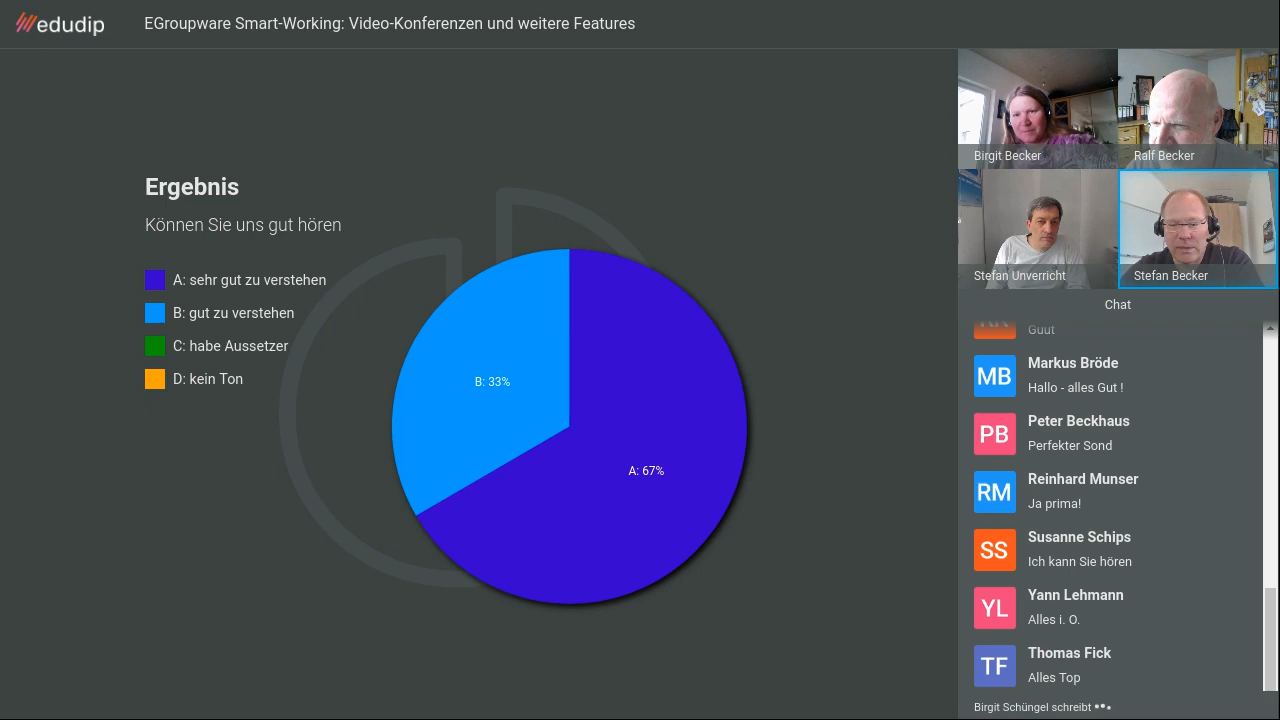 edudip
EGroupware Smart-Working: Video-Konferenzen und weitere Features
Ergebnis
Können Sie uns gut hören
A: sehr gut zu verstehen
B: gut zu verstehen
C: habe Aussetzer
D: kein Ton
B: 33%
A: 67%
Birgit Becker
Ralf Becker
Stefan Unverricht
Stefan Becker
Chat
Guut
MB
Markus Bröde
Hallo - alles Gut !
PB
Peter Beckhaus
Perfekter Sond
RM
Reinhard Munser
Ja prima!
SS
Susanne Schips
Ich kann Sie hören
YL
Yann Lehmann
Alles i. O.
TF
Thomas Fick
Alles Top
Birgit Schüngel schreibt